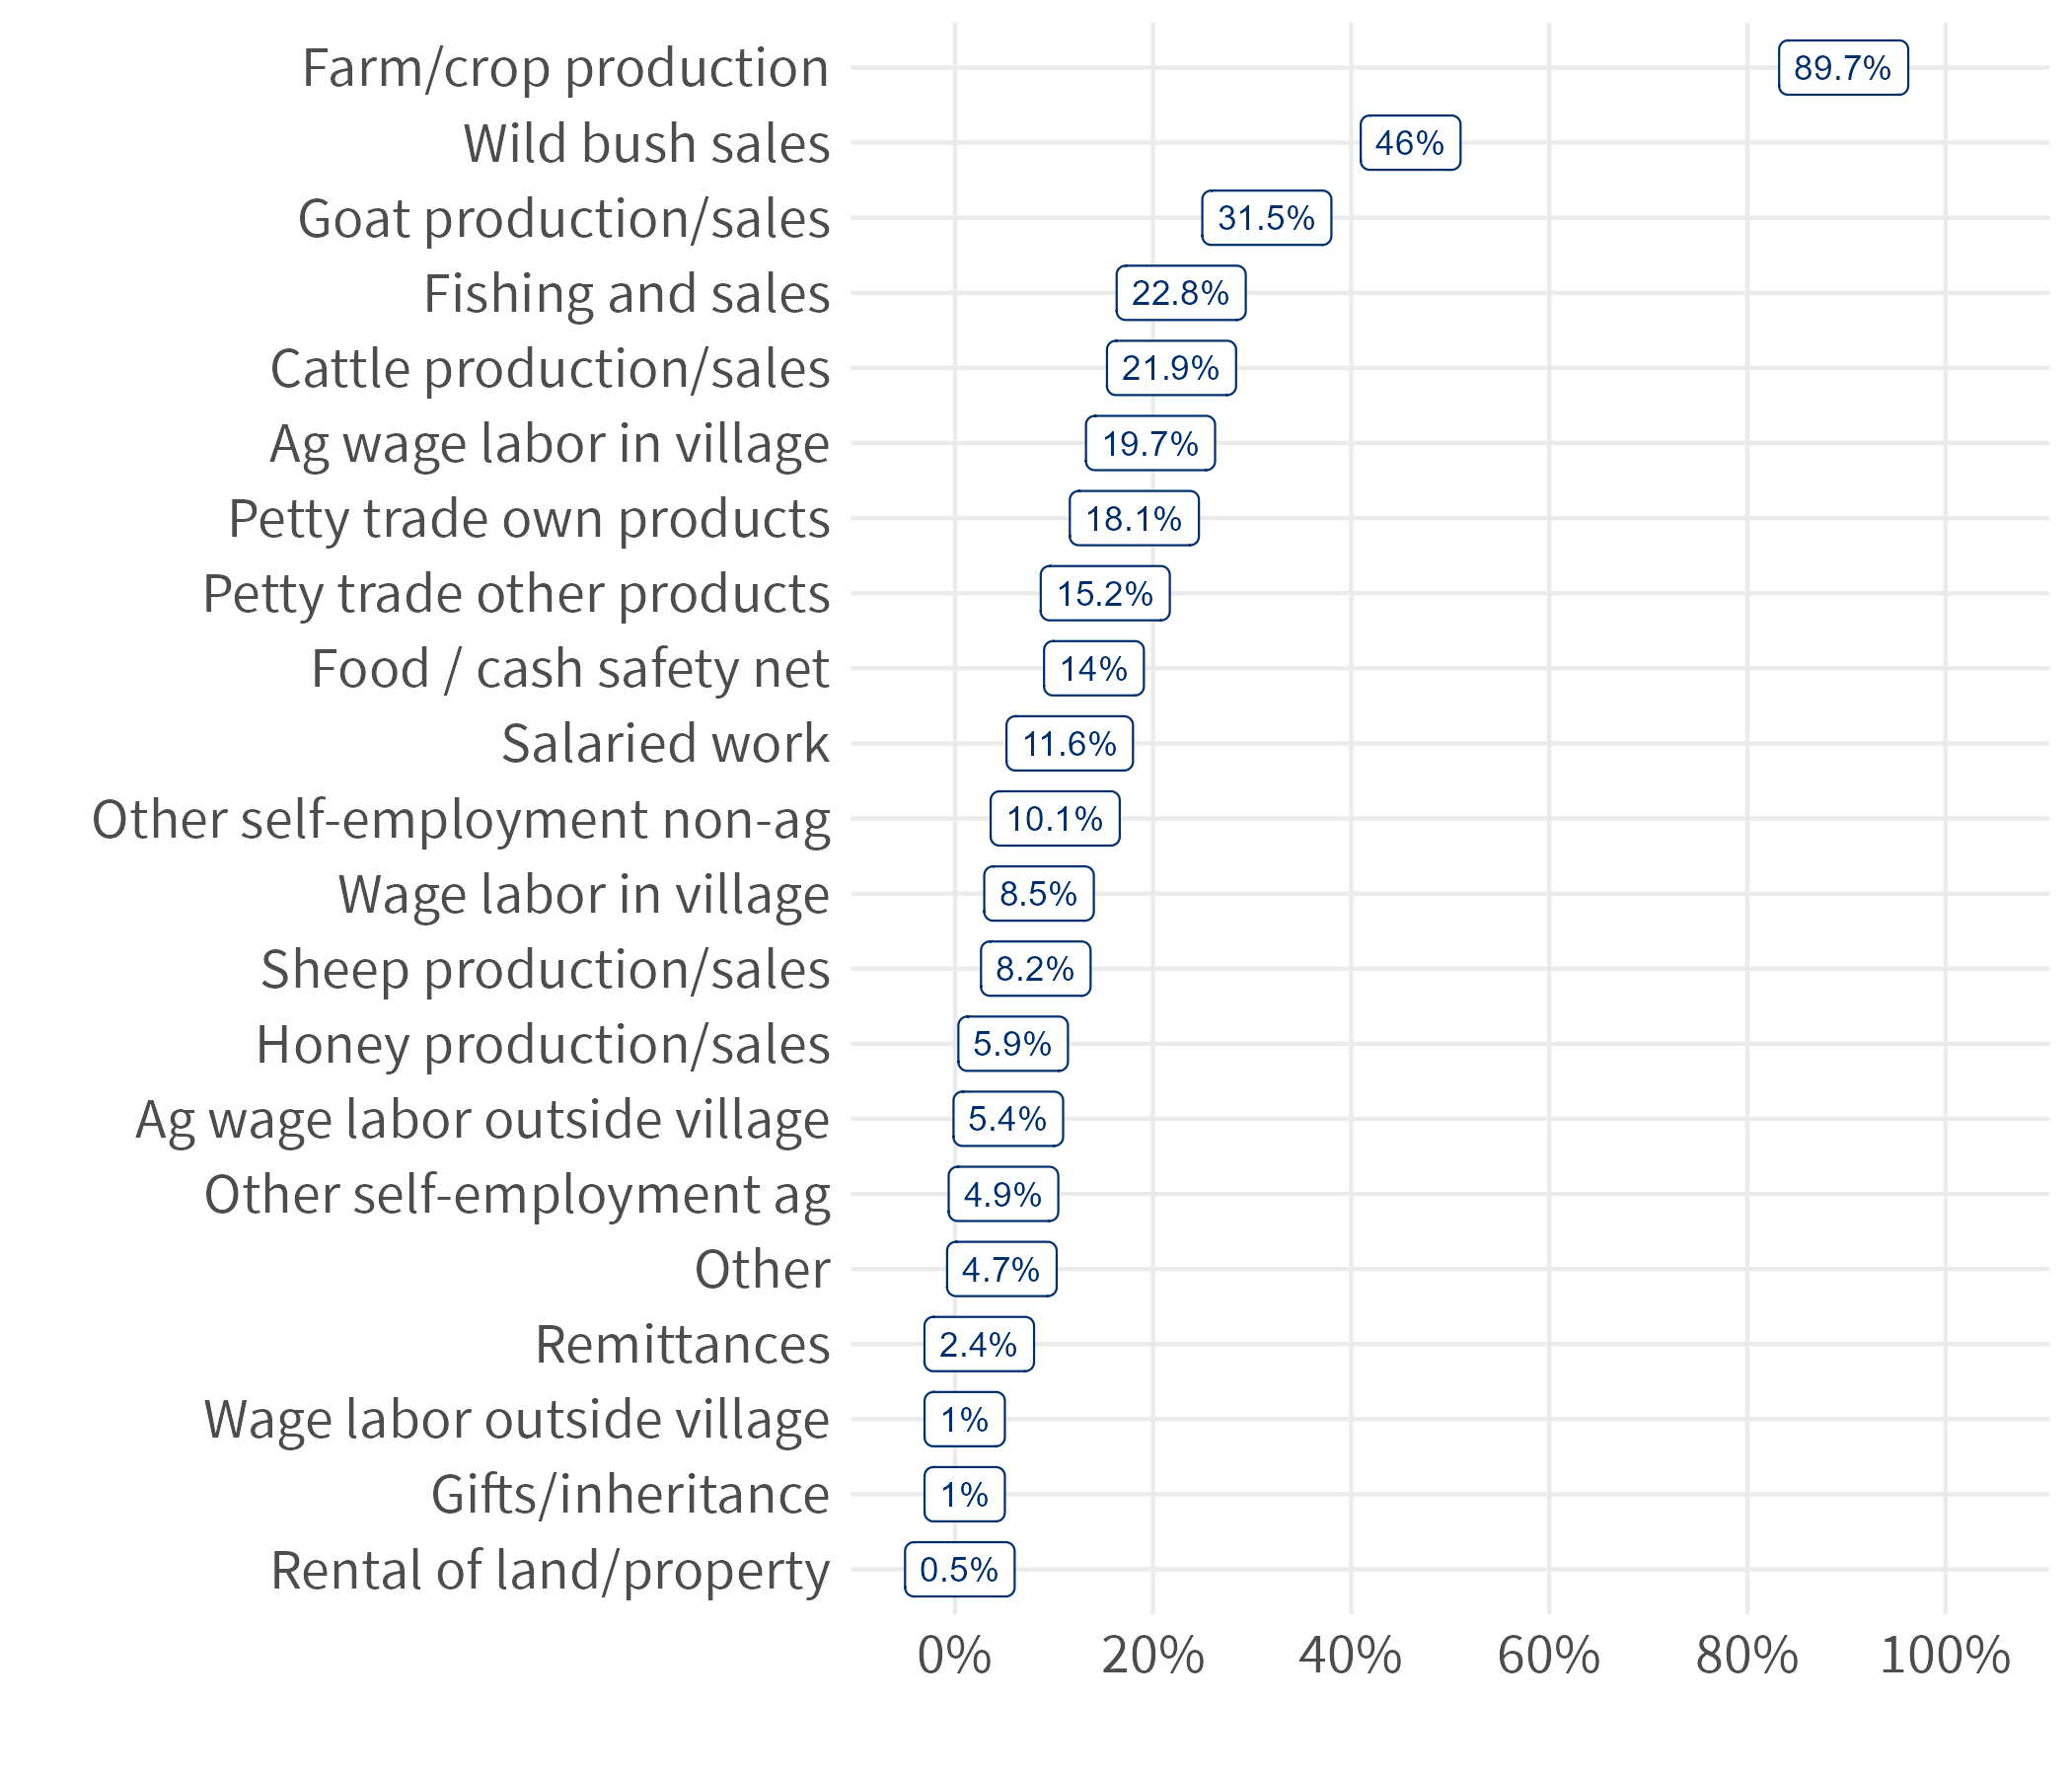 Farm/crop production 89.7%
Wild bush sales 46%
Goat production/sales 31.5%
Fishing and sales 22.8%
Cattle production/sales 21.9%
Ag wage labor in village 19.7%
Petty trade own products 18.1%
Petty trade other products 15.2%
Food / cash safety net 14%
Salaried work 11.6%
Other self-employment non-ag 10.1%
Wage labor in village 8.5%
Sheep production/sales 8.2%
Honey production/sales 5.9%
Ag wage labor outside village 5.4%
Other self-employment ag 4.9%
Other 4.7%
Remittances 2.4%
Wage labor outside village 1%
Gifts/inheritance 1%
Rental of land/property 0.5%
0% 20% 40% 60% 80% 100%